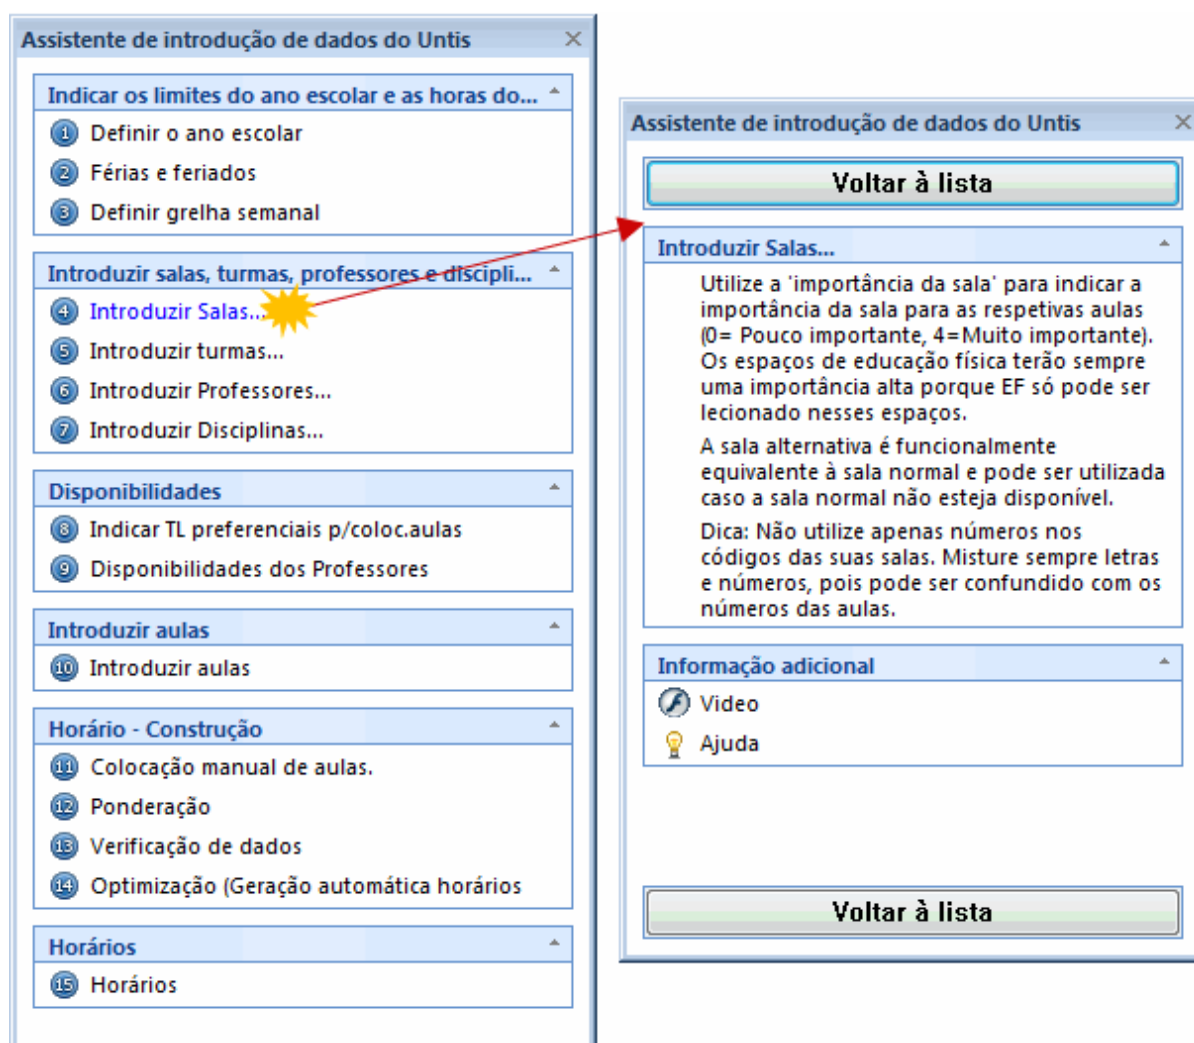 Assistente de introdução de dados do Untis
Indicar os limites do ano escolar e as horas do...
1 Definir o ano escolar
2 Férias e feriados
3 Definir grelha semanal
Introduzir salas, turmas, professores e discipli...
4 Introduzir Salas...
5 Introduzir turmas...
6 Introduzir Professores...
7 Introduzir Disciplinas...
Disponibilidades
8 Indicar TL preferenciais p/coloc.aulas
9 Disponibilidades dos Professores
Introduzir aulas
10 Introduzir aulas
Horário - Construção
11 Colocação manual de aulas.
12 Ponderação
13 Verificação de dados
14 Optimização (Geração automática horários
Horários
15 Horários
Assistente de introdução de dados do Untis
Voltar à lista
Introduzir Salas...
Utilize a 'importância da sala' para indicar a
importância da sala para as respetivas aulas
(0= Pouco importante, 4=Muito importante).
Os espaços de educação física terão sempre
uma importância alta porque EF só pode ser
lecionado nesses espaços.
A sala alternativa é funcionalmente
equivalente à sala normal e pode ser utilizada
caso a sala normal não esteja disponível.
Dica: Não utilize apenas números nos
códigos das suas salas. Misture sempre letras
e números, pois pode ser confundido com os
números das aulas.
Informação adicional
Video
Ajuda
Voltar à lista